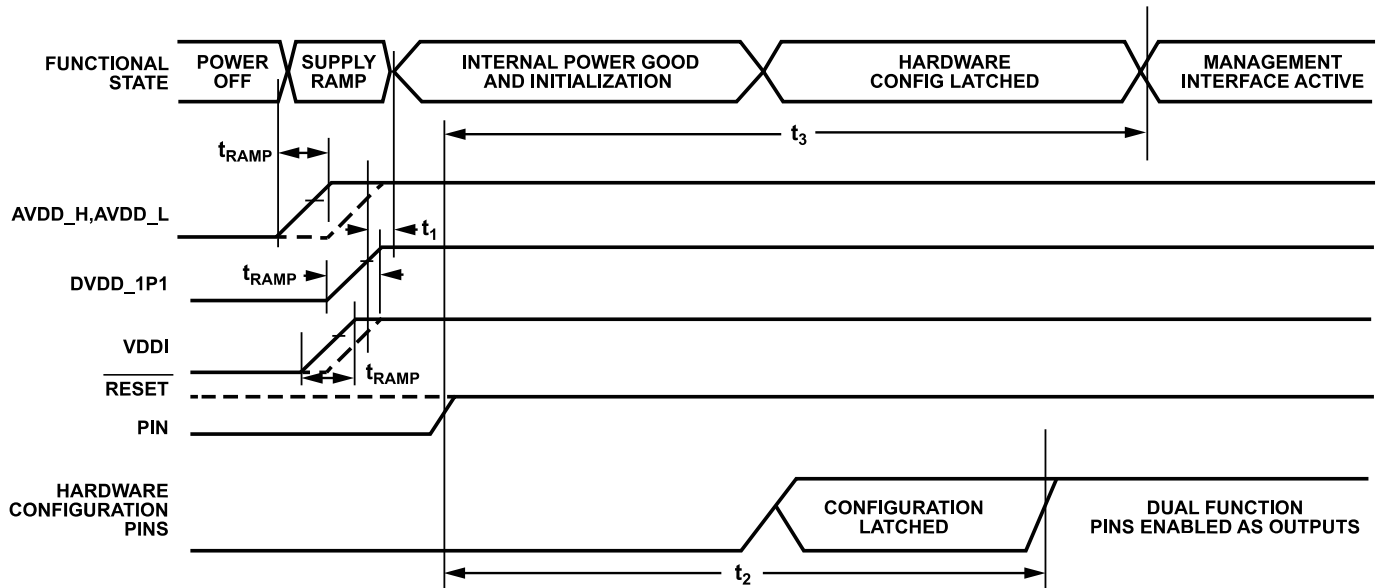 FUNCTIONAL
STATE
POWER
OFF
SUPPLY
RAMP
INTERNAL POWER GOOD
AND INITIALIZATION
HARDWARE
CONFIG LATCHED
MANAGEMENT
INTERFACE ACTIVE
t3
tRAMP
AVDD_H,AVDD_L
t1
tRAMP
DVDD_1P1
VDDI
tRAMP
RESET
PIN
HARDWARE
CONFIGURATION
PINS
CONFIGURATION
LATCHED
DUAL FUNCTION
PINS ENABLED AS OUTPUTS
t2